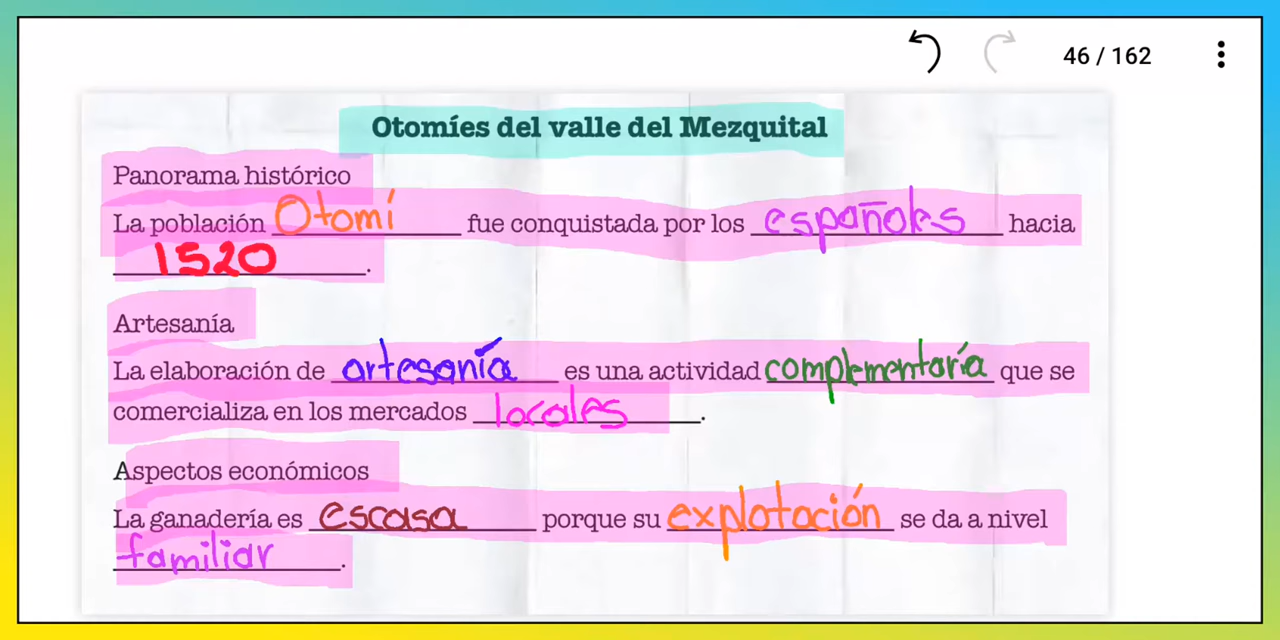 46 / 162
Otomíes del valle del Mezquital
Panorama histórico
La población Otomí fue conquistada por los españoles hacia
1520.
Artesanía
La elaboración de artesanía es una actividad complementaría que se
comercializa en los mercados locales.
Aspectos económicos
La ganadería es escasa porque su explotación se da a nivel
familiar.